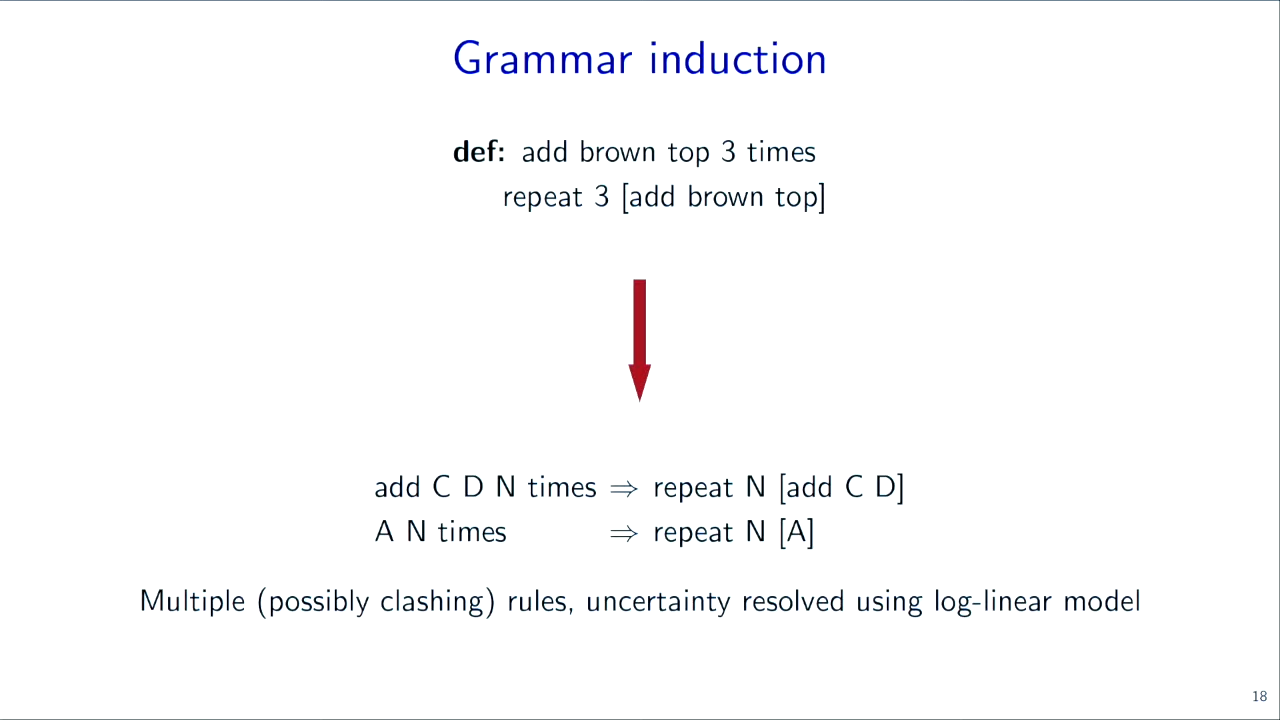 Grammar induction
def: add brown top 3 times
repeat 3 [add brown top]
add C D N times ⇒ repeat N [add C D]
A N times ⇒ repeat N [A]
Multiple (possibly clashing) rules, uncertainty resolved using log-linear model
18